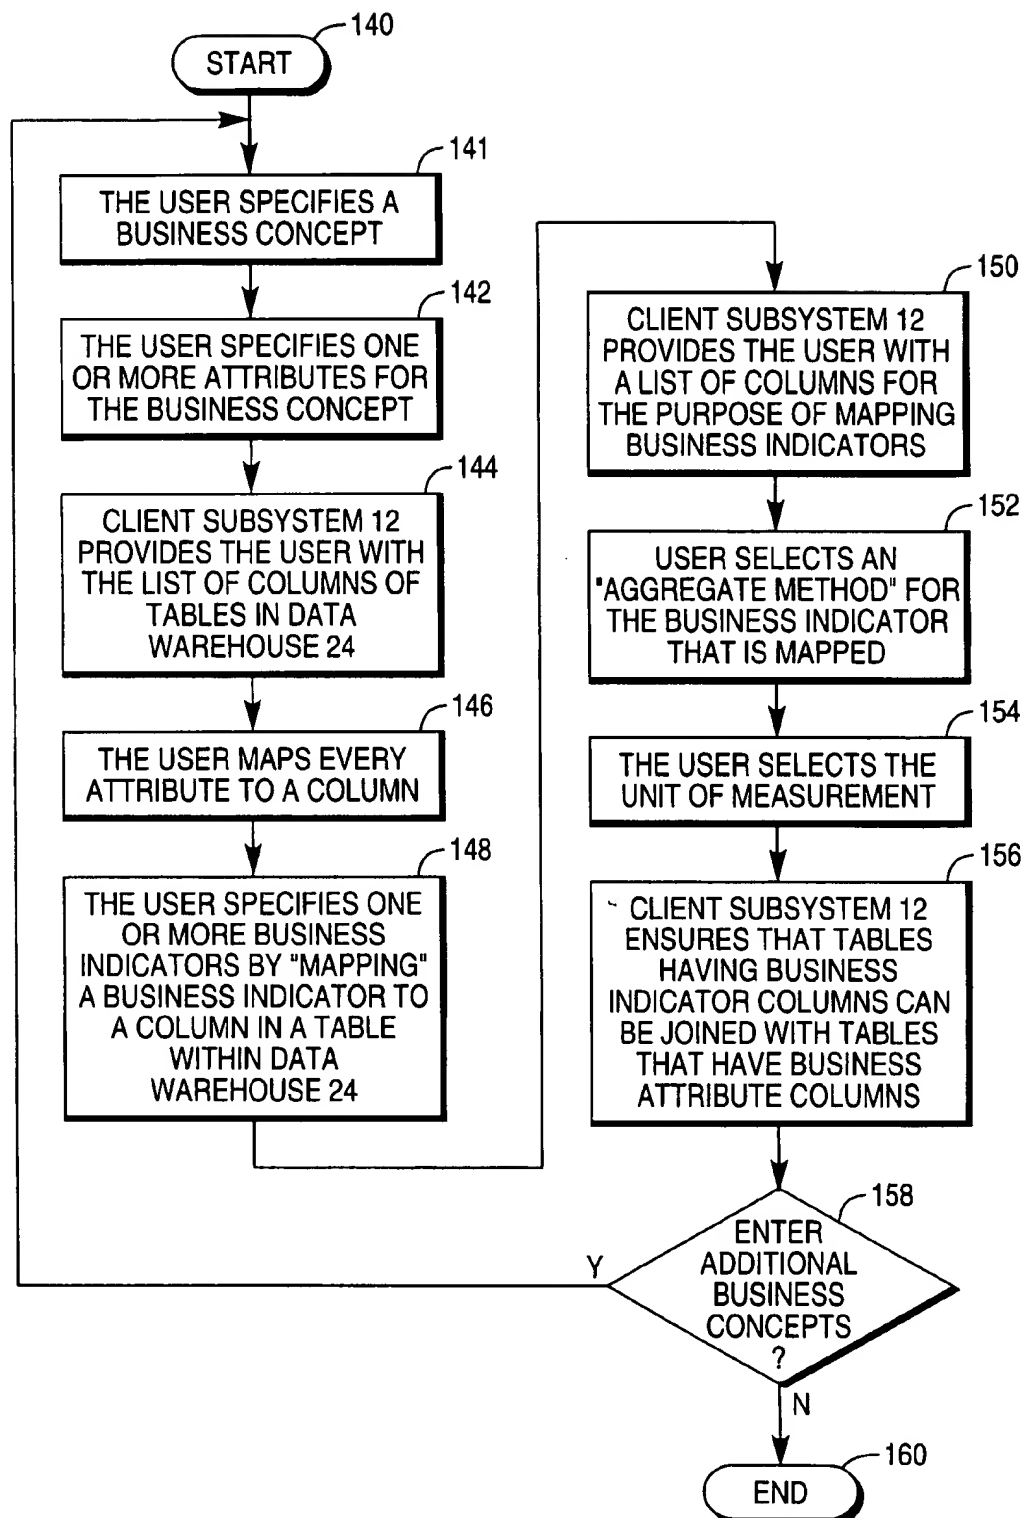 140
START
141
THE USER SPECIFIES A
BUSINESS CONCEPT
142
THE USER SPECIFIES ONE
OR MORE ATTRIBUTES FOR
THE BUSINESS CONCEPT
144
CLIENT SUBSYSTEM 12
PROVIDES THE USER WITH
THE LIST OF COLUMNS OF
TABLES IN DATA
WAREHOUSE 24
146
THE USER MAPS EVERY
ATTRIBUTE TO A COLUMN
148
THE USER SPECIFIES ONE
OR MORE BUSINESS
INDICATORS BY "MAPPING"
A BUSINESS INDICATOR TO
A COLUMN IN A TABLE
WITHIN DATA
WAREHOUSE 24
150
CLIENT SUBSYSTEM 12
PROVIDES THE USER WITH
A LIST OF COLUMNS FOR
THE PURPOSE OF MAPPING
BUSINESS INDICATORS
152
USER SELECTS AN
"AGGREGATE METHOD" FOR
THE BUSINESS INDICATOR
THAT IS MAPPED
154
THE USER SELECTS THE
UNIT OF MEASUREMENT
156
CLIENT SUBSYSTEM 12
ENSURES THAT TABLES
HAVING BUSINESS
INDICATOR COLUMNS CAN
BE JOINED WITH TABLES
THAT HAVE BUSINESS
ATTRIBUTE COLUMNS
158
ENTER
ADDITIONAL
BUSINESS
CONCEPTS
?
Y
N
160
END